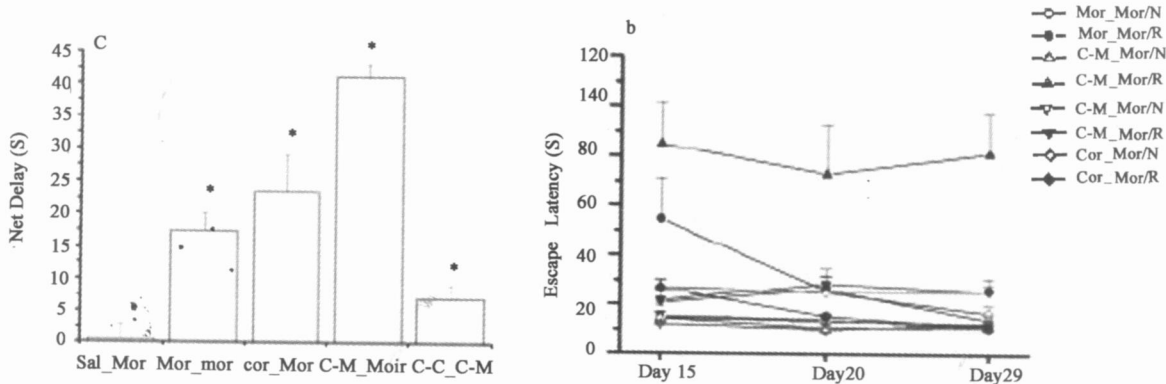 C
Net Delay (S)
45
40
35
30
25
20
15
10
5
0
*
*
*
*
Sal_Mor Mor_mor cor_Mor C-M_Moir C-C_C-M
b
Escape Latency (S)
120
140
80
60
40
20
0
Day 15 Day20 Day29
Mor_Mor/N
Mor_Mor/R
C-M_Mor/N
C-M_Mor/R
C-M_Mor/N
C-M_Mor/R
Cor_Mor/N
Cor_Mor/R